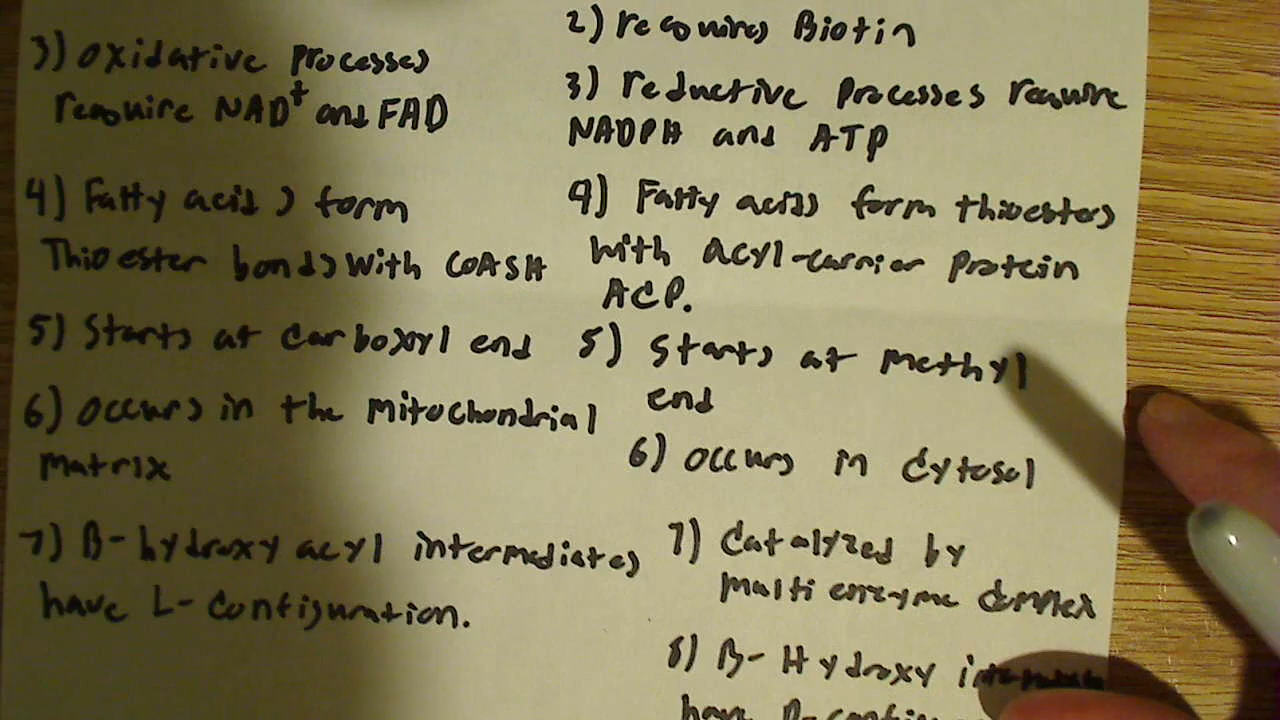 3) oxidative processes
require NAD+ and FAD
4) Fatty acids form
Thioester bonds with CoASH
5) Starts at carboxyl end
6) occurs in the mitochondrial
matrix
7) B-hydroxy acyl intermediates
have L-configuration.
2) requires Biotin
3) reductive processes require
NADPH and ATP
4) Fatty acids form thioesters
with acyl-carrier protein
ACP.
5) Starts at methyl
end
6) occurs in cytosol
7) Catalyzed by
multi enzyme complex
8) B-Hydroxy
have D-